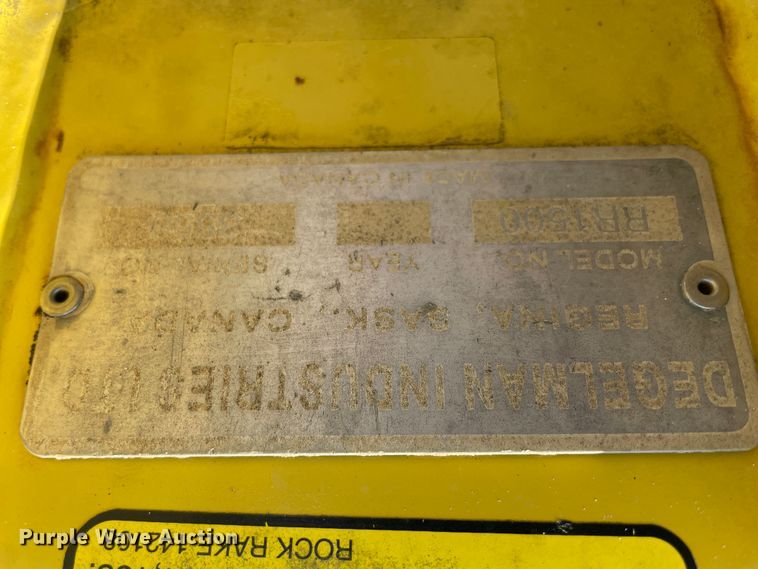 DEGELMAN INDUSTRIES LTD.
REGINA, SASK., CANADA
MODEL NO. YEAR SERIAL NO.
RR1500
MADE IN CANADA
ROCK RAKE
Purple Wave Auction